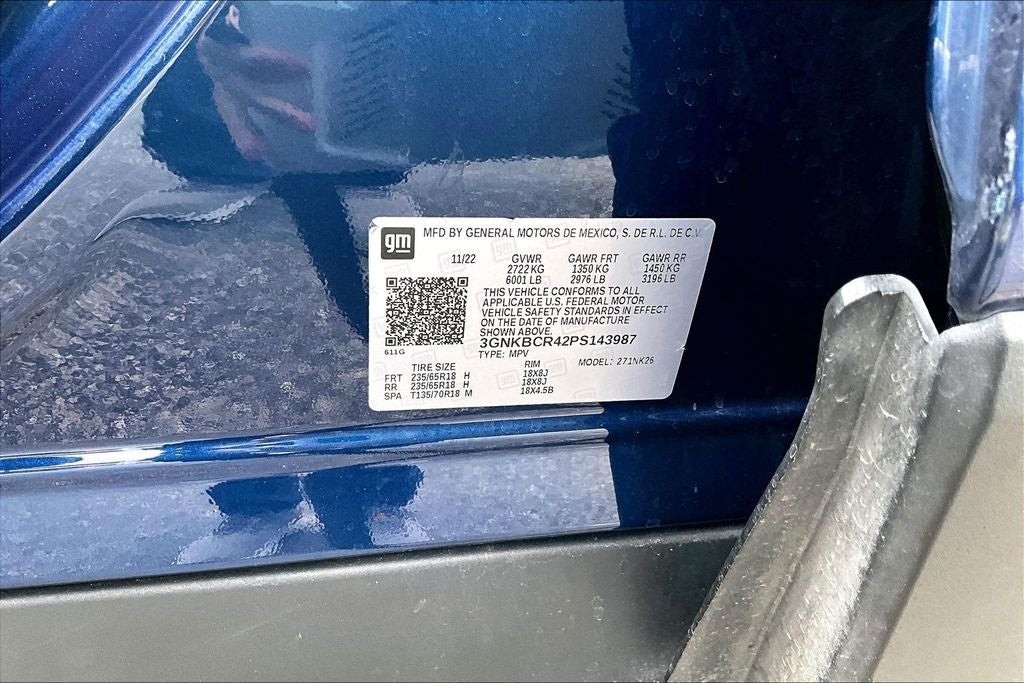 gm MFD BY GENERAL MOTORS DE MEXICO, S. DE R.L. DE C.V.
11/22 GVWR GAWR FRT GAWR RR
2722 KG 1350 KG 1450 KG
6001 LB 2976 LB 3196 LB
THIS VEHICLE CONFORMS TO ALL
APPLICABLE U.S. FEDERAL MOTOR
VEHICLE SAFETY STANDARDS IN EFFECT
ON THE DATE OF MANUFACTURE
SHOWN ABOVE.
3GNKBCR42PS143987
611G
TYPE: MPV MODEL: 271NK26
TIRE SIZE RIM
FRT 235/65R18 H 18X8J
RR 235/65R18 H 18X8J
SPA T135/70R18 M 18X4.5B